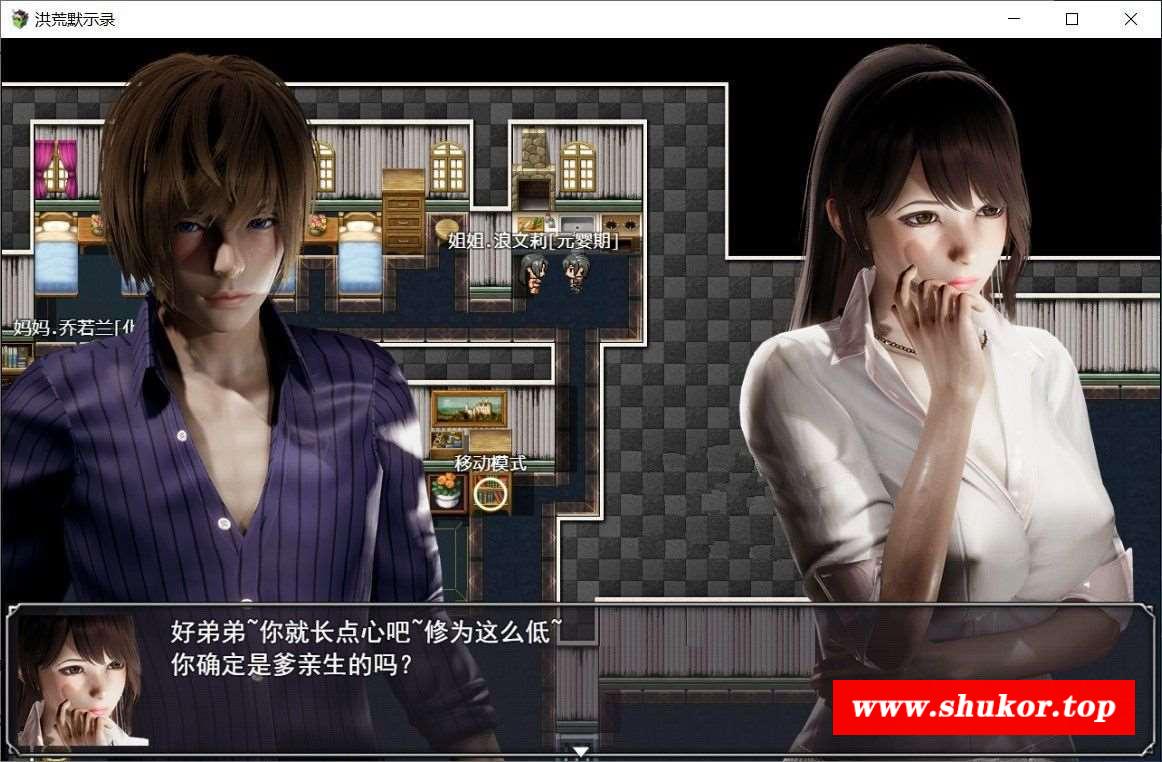 洪荒默示录
姐姐.浪文莉[元婴期]
妈妈.乔若兰[化
移动模式
好弟弟~你就长点心吧~修为这么低~
你确定是爹亲生的吗?
www.shukor.top